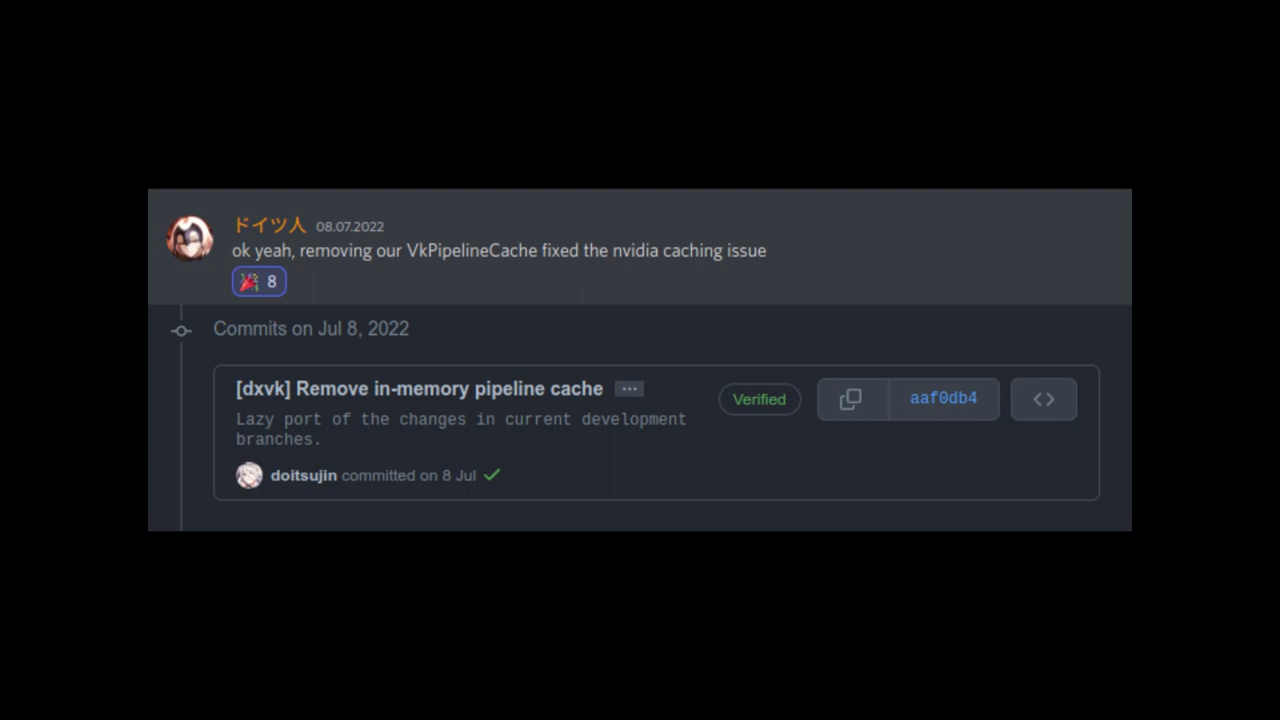 ドイツ人 08.07.2022
ok yeah, removing our VkPipelineCache fixed the nvidia caching issue
8
Commits on Jul 8, 2022
[dxvk] Remove in-memory pipeline cache ...
Verified
aaf0db4
Lazy port of the changes in current development
branches.
doitsujin committed on 8 Jul